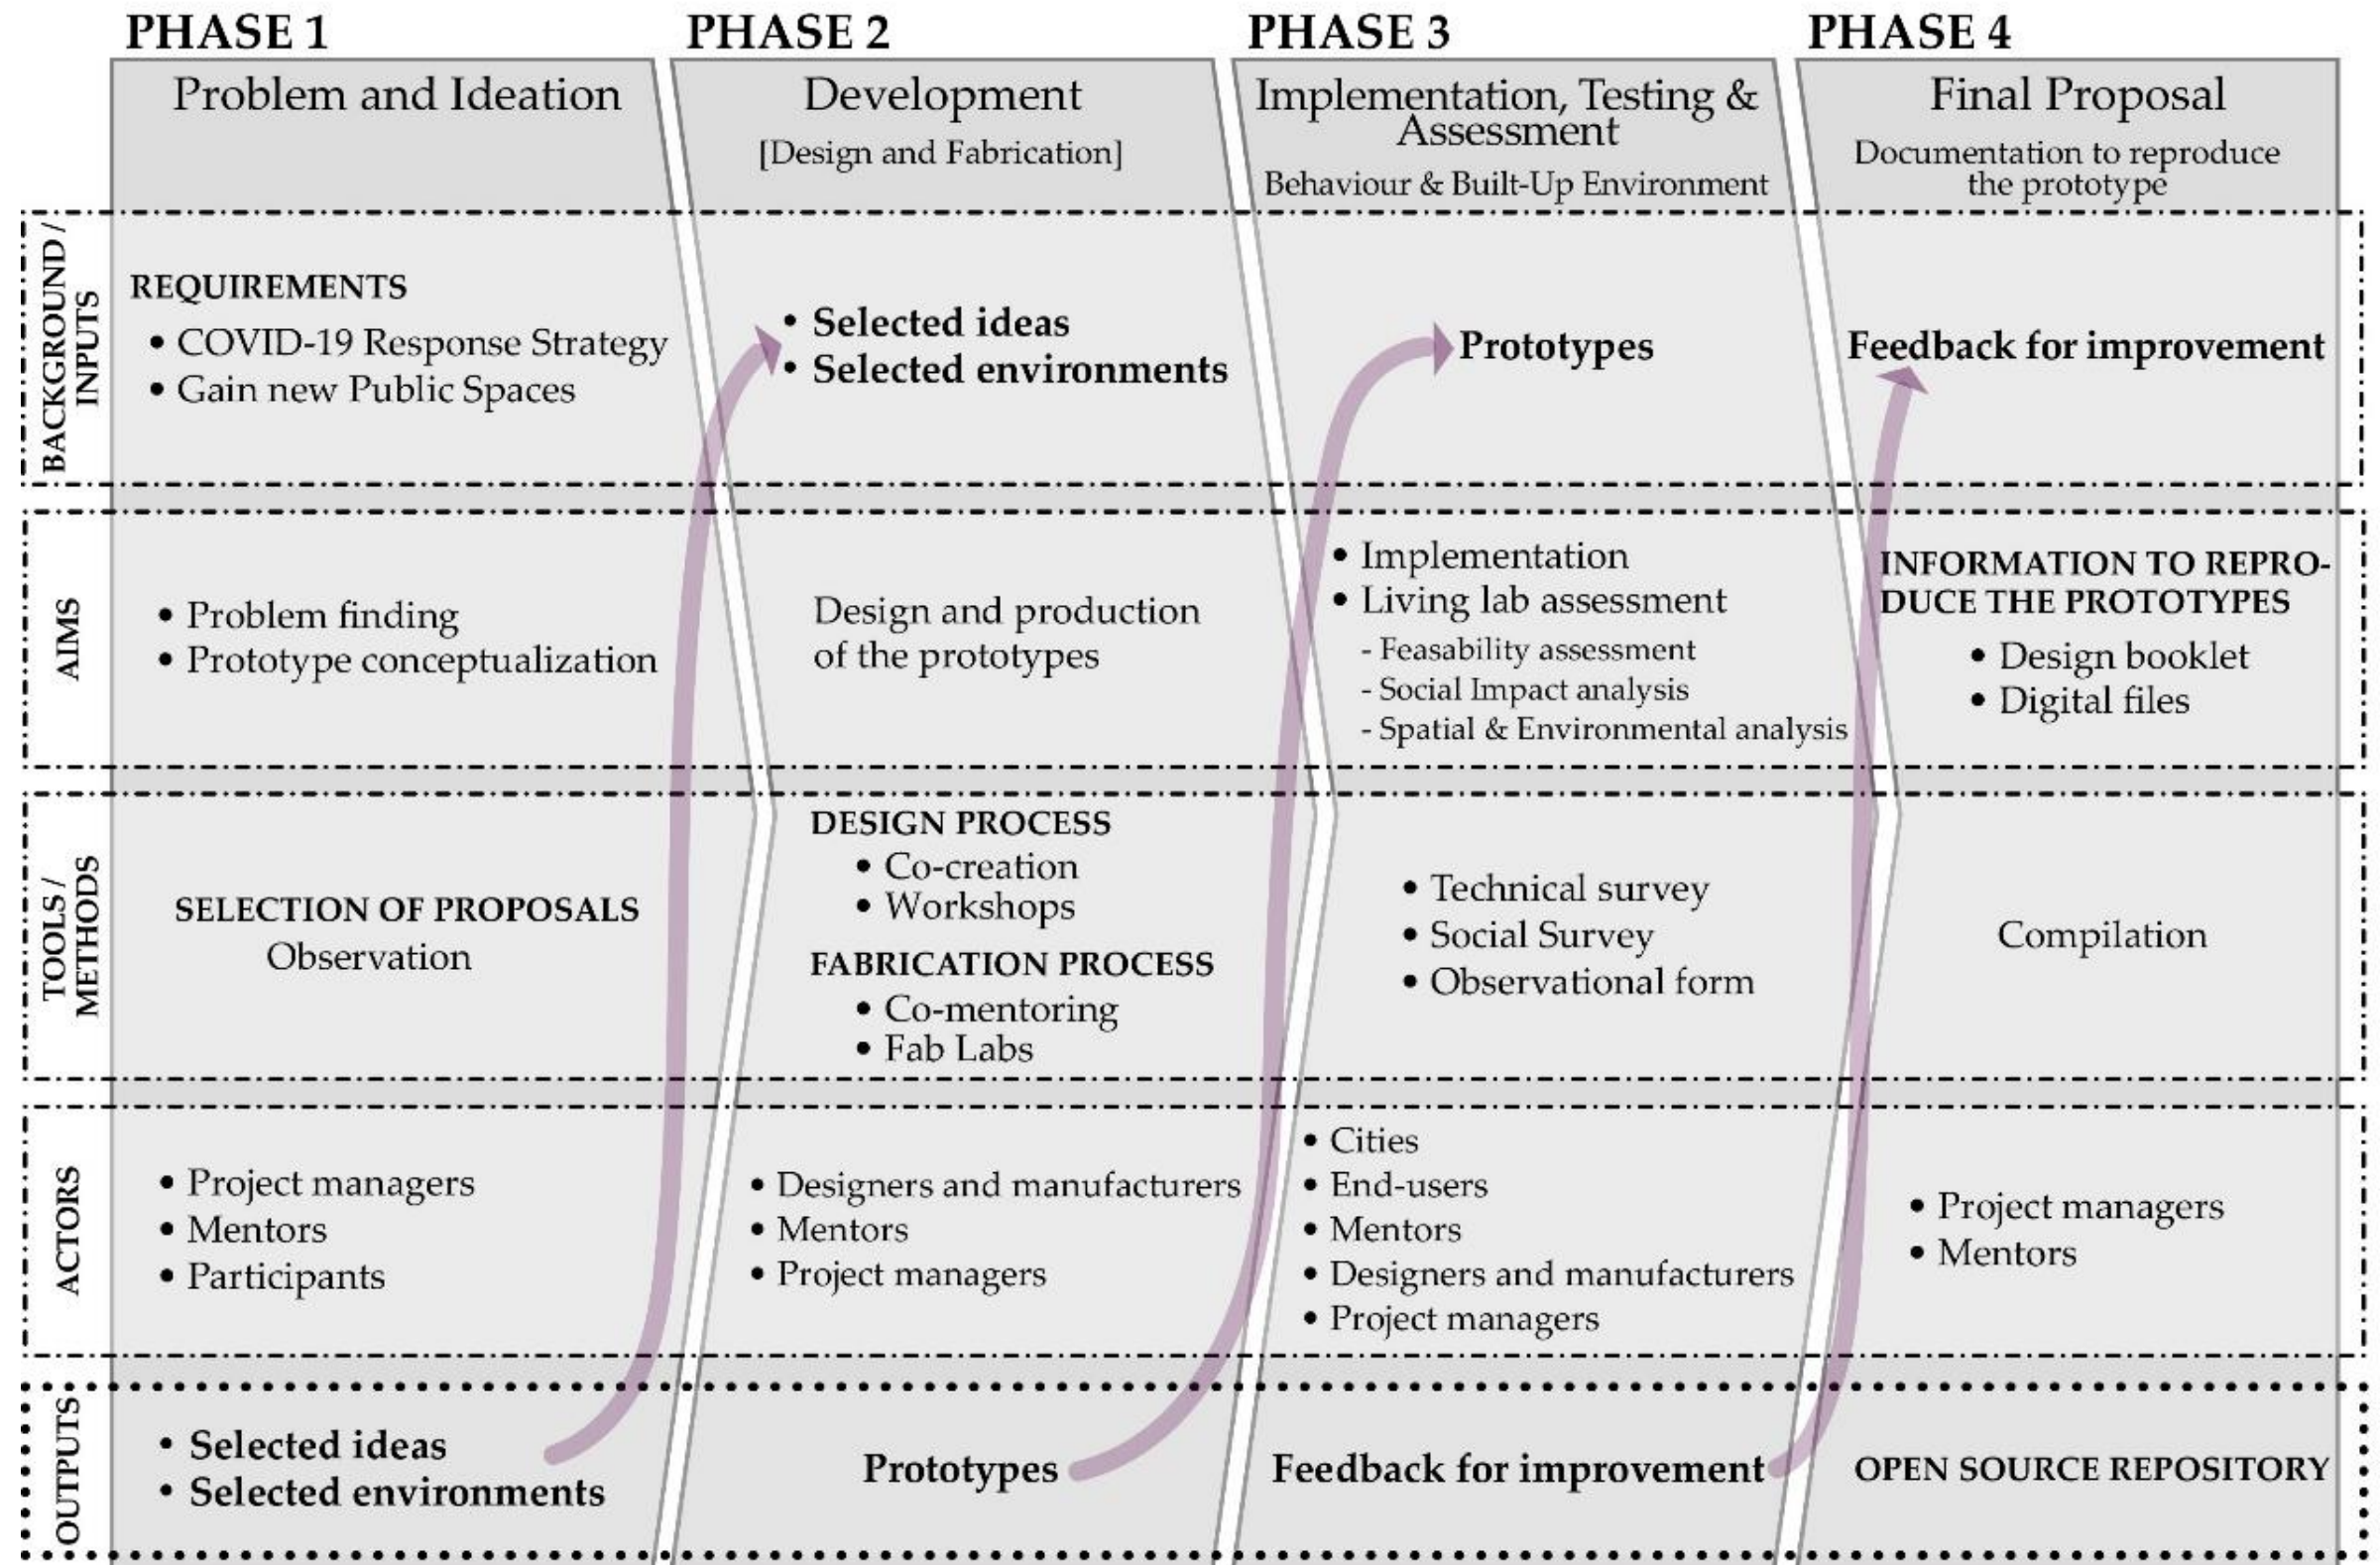 PHASE 1
PHASE 2
PHASE 3
PHASE 4
Problem and Ideation
Development
[Design and Fabrication]
Implementation, Testing &
Assessment
Behaviour & Built-Up Environment
Final Proposal
Documentation to reproduce
the prototype
BACKGROUND /
INPUTS
REQUIREMENTS
• COVID-19 Response Strategy
• Gain new Public Spaces
• Selected ideas
• Selected environments
Prototypes
Feedback for improvement
AIMS
• Problem finding
• Prototype conceptualization
Design and production
of the prototypes
• Implementation
• Living lab assessment
- Feasability assessment
- Social Impact analysis
- Spatial & Environmental analysis
INFORMATION TO REPRO-
DUCE THE PROTOTYPES
• Design booklet
• Digital files
TOOLS /
METHODS
SELECTION OF PROPOSALS
Observation
DESIGN PROCESS
• Co-creation
• Workshops
FABRICATION PROCESS
• Co-mentoring
• Fab Labs
• Technical survey
• Social Survey
• Observational form
Compilation
ACTORS
• Project managers
• Mentors
• Participants
• Designers and manufacturers
• Mentors
• Project managers
• Cities
• End-users
• Mentors
• Designers and manufacturers
• Project managers
• Project managers
• Mentors
OUTPUTS
• Selected ideas
• Selected environments
Prototypes
Feedback for improvement
OPEN SOURCE REPOSITORY